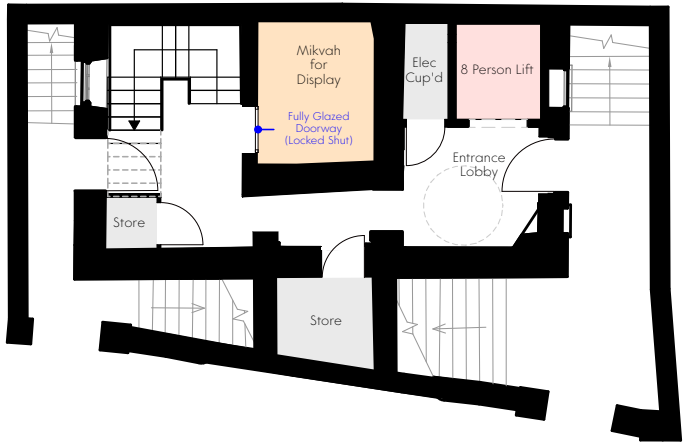 Mikvah
for
Display
Fully Glazed
Doorway
(Locked Shut)
Elec
Cup'd
8 Person Lift
Entrance
Lobby
Store
Store